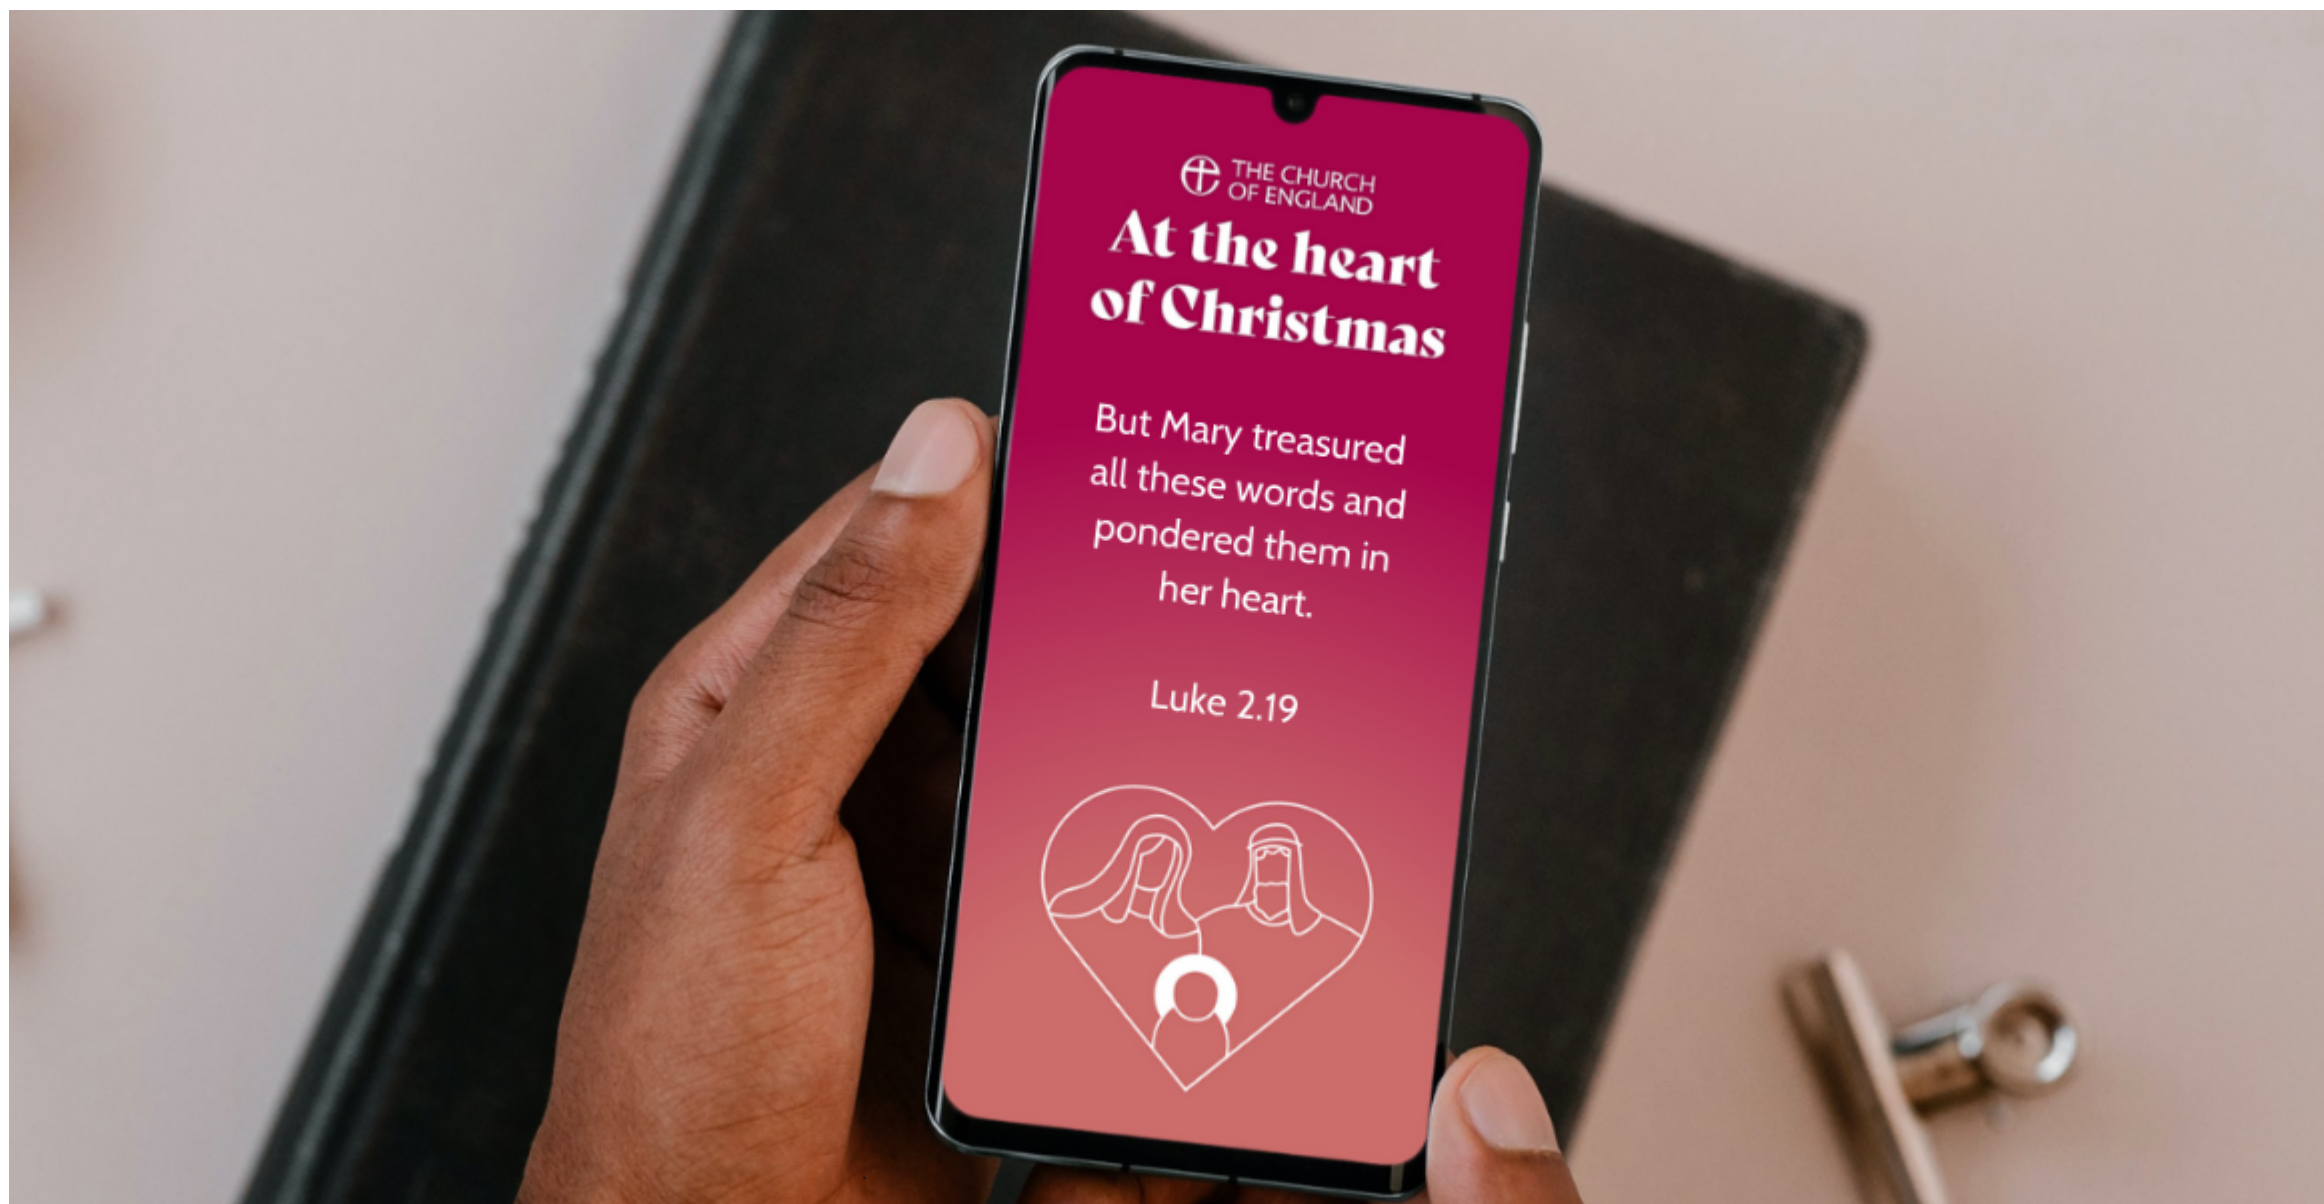 THE CHURCH
OF ENGLAND
At the heart
of Christmas
But Mary treasured
all these words and
pondered them in
her heart.
Luke 2.19